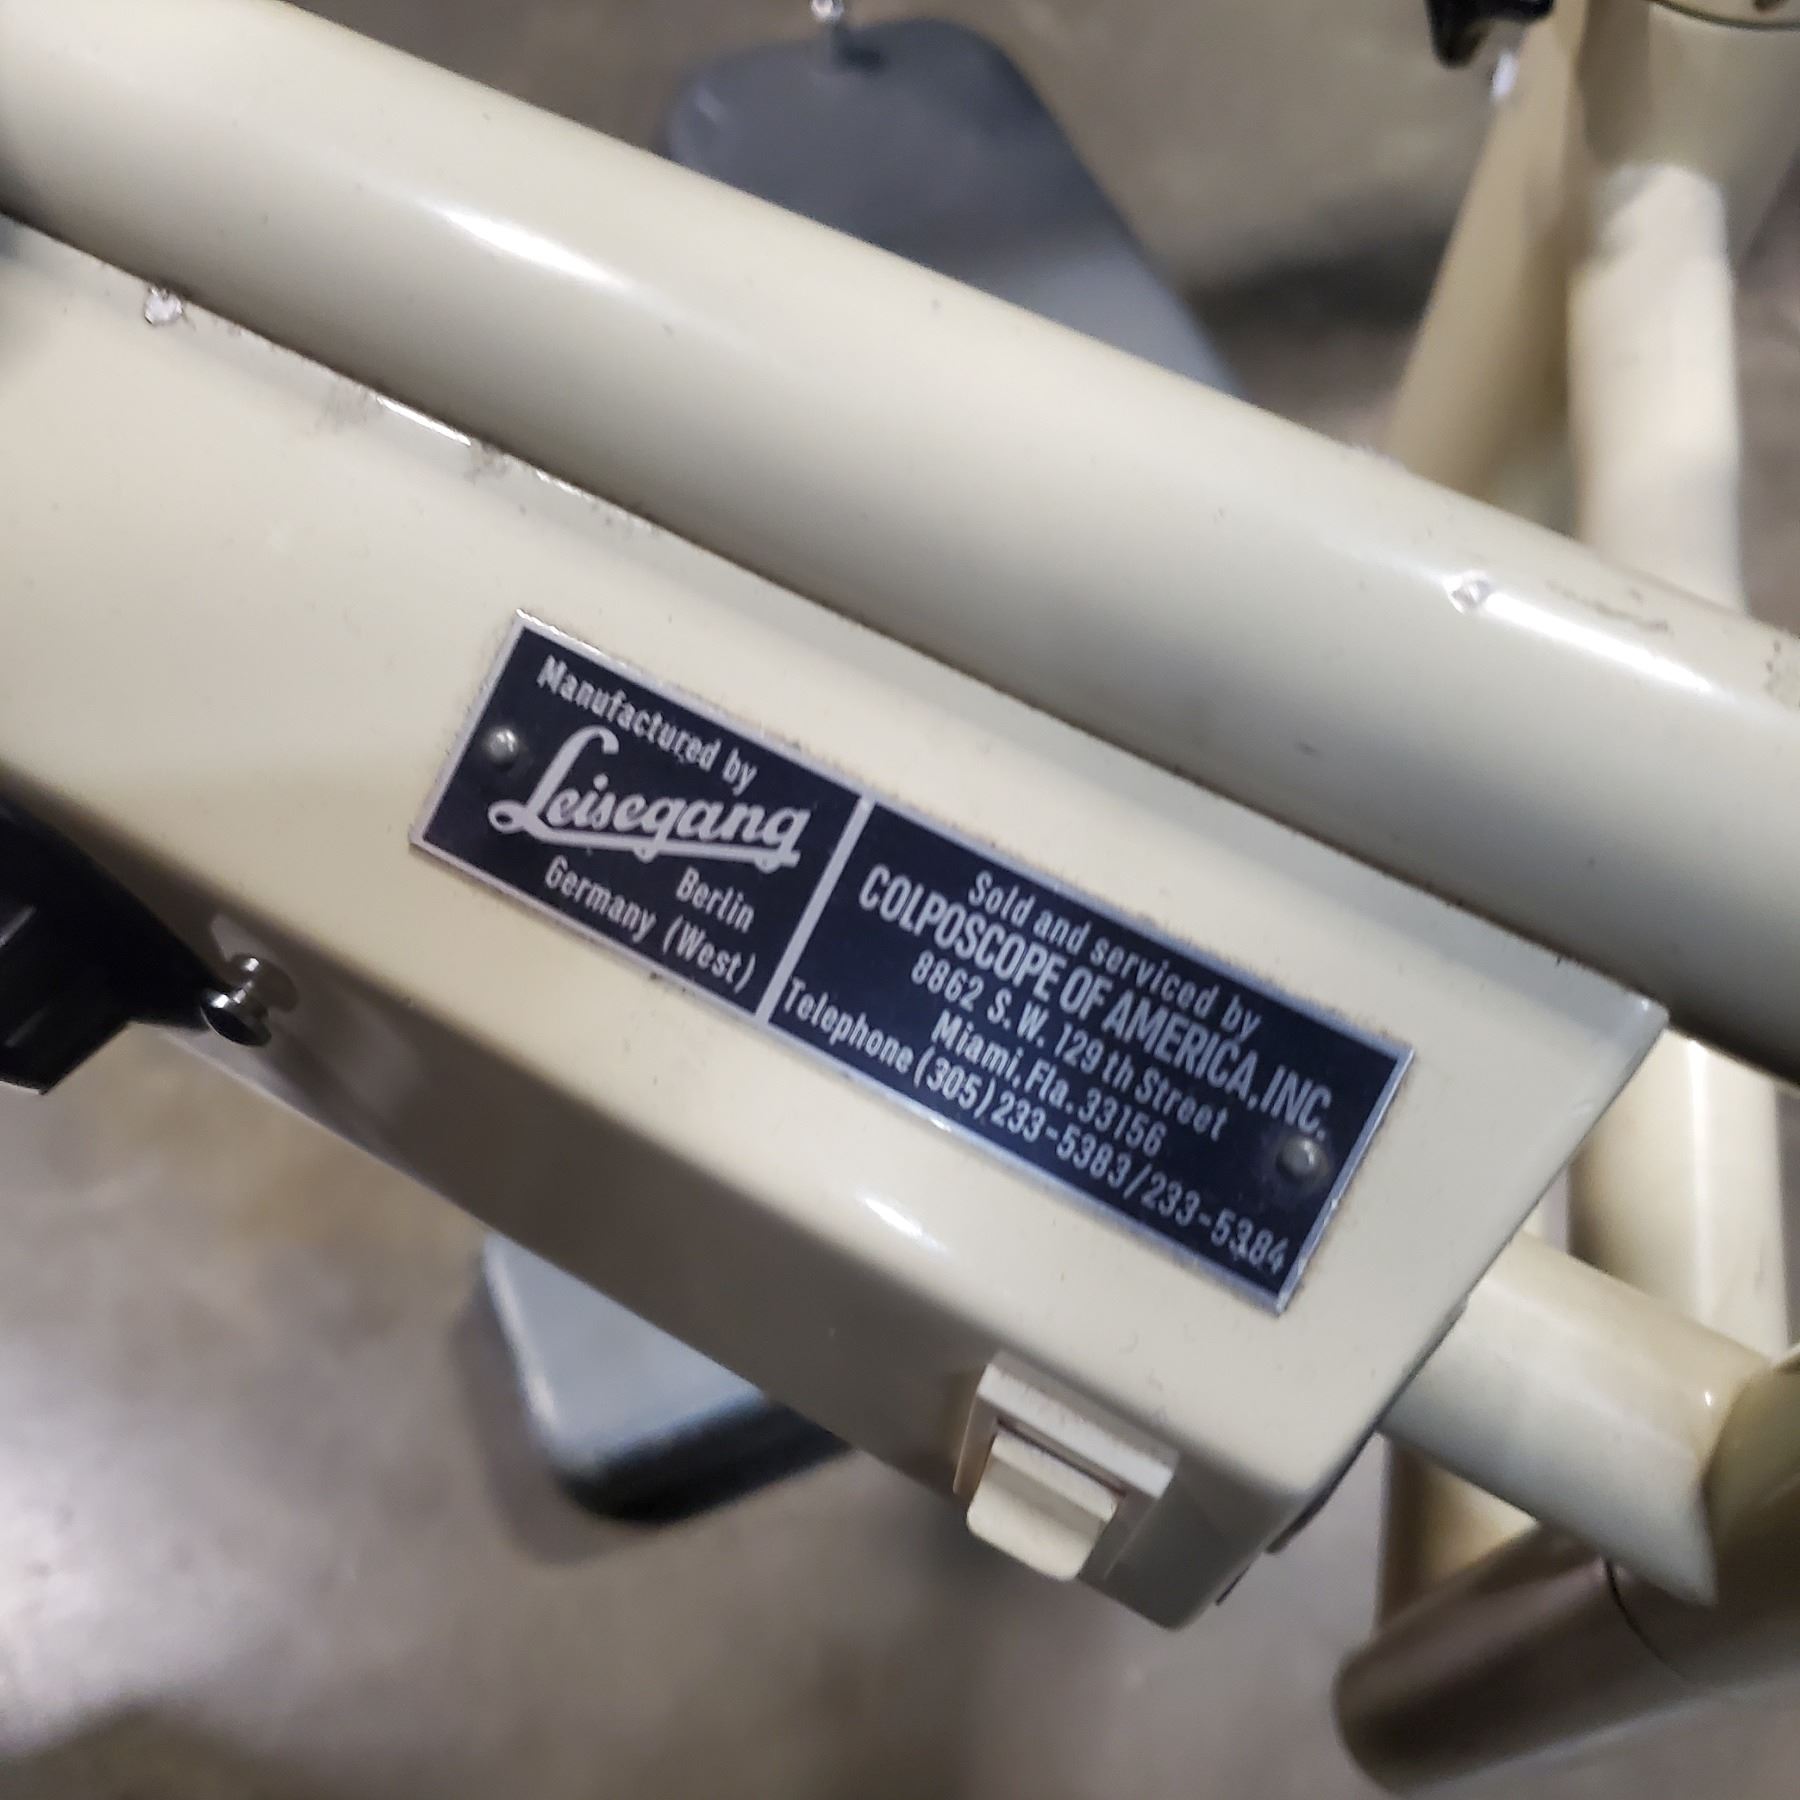 Manufactured by
Leisegang
Berlin
Germany (West)
Sold and serviced by
COLPOSCOPE OF AMERICA, INC.
8862 S.W. 129th Street
Miami, Fla. 33156
Telephone (305) 233-5383/233-5384